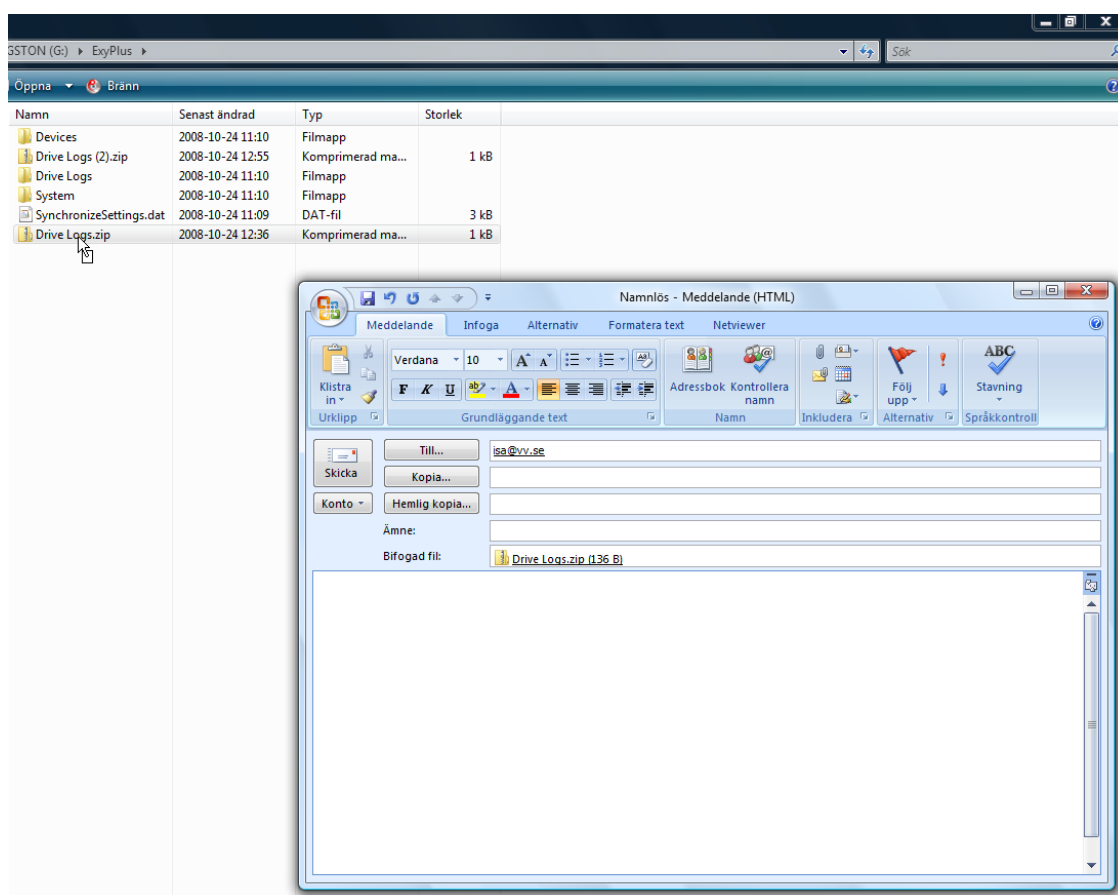 GSTON (G:) ExyPlus Sök
Öppna Bränn
Namn Senast ändrad Typ Storlek
Devices 2008-10-24 11:10 Filmapp
Drive Logs (2).zip 2008-10-24 12:55 Komprimerad ma... 1 kB
Drive Logs 2008-10-24 11:10 Filmapp
System 2008-10-24 11:10 Filmapp
SynchronizeSettings.dat 2008-10-24 11:09 DAT-fil 3 kB
Drive Logs.zip 2008-10-24 12:36 Komprimerad ma... 1 kB
Namnlös - Meddelande (HTML)
Meddelande Infoga Alternativ Formatera text Netviewer
Verdana 10 A A ABC
Klistra in F K U ab A Adressbok Kontrollera namn Följ upp Stavning
Urklipp Grundläggande text Namn Inkludera Alternativ Språkkontroll
Till... isa@vv.se
Skicka
Kopia...
Konto Hemlig kopia...
Ämne:
Bifogad fil: Drive Logs.zip (136 B)